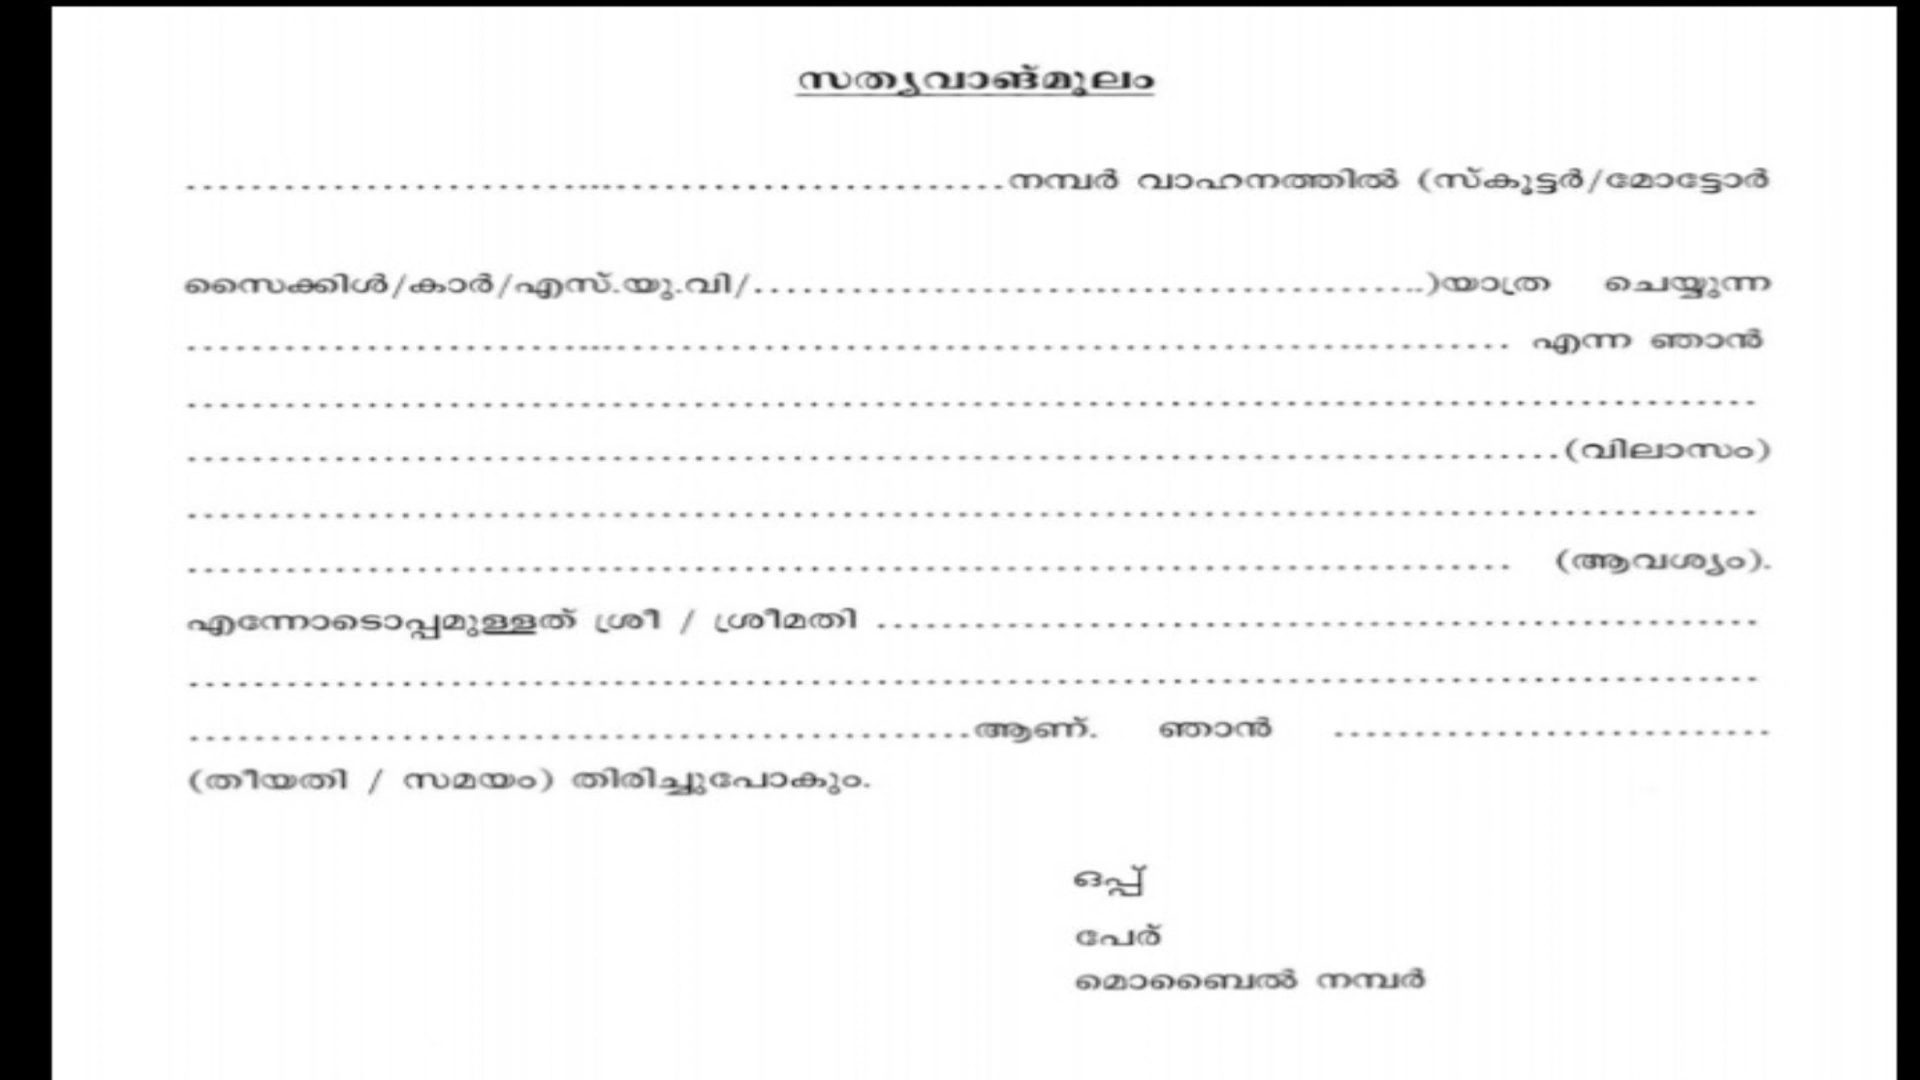 സത്യവാങ്മൂലം
.......................................................നമ്പർ വാഹനത്തിൽ (സ്കൂട്ടർ/മോട്ടോർ
സൈക്കിൾ/കാർ/എസ്.യു.വി/.............................................)യാത്ര ചെയ്യുന്ന
........................................................................................ എന്ന ഞാൻ
....................................................................................................
........................................................................................(വിലാസം)
....................................................................................................
..................................................................................... (ആവശ്യം).
എന്നോടൊപ്പമുള്ളത് ശ്രീ / ശ്രീമതി .......................................................
....................................................................................................
.................................................ആണ്. ഞാൻ ...........................
(തീയതി / സമയം) തിരിച്ചുപോകും.
ഒപ്പ്
പേര്
മൊബൈൽ നമ്പർ